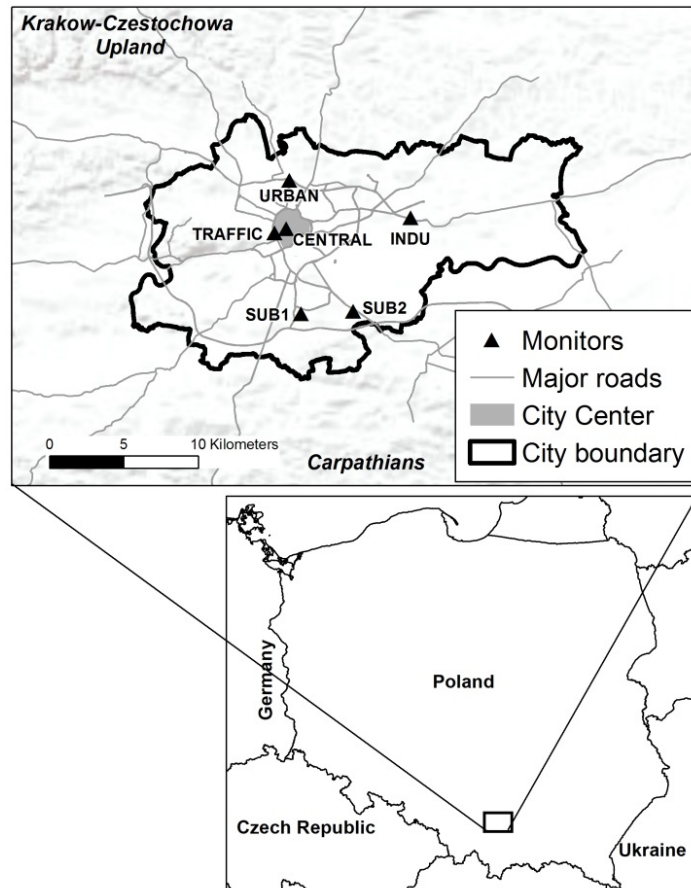 Krakow-Czestochowa
Upland
URBAN
TRAFFIC
CENTRAL
INDU
SUB1
SUB2
Monitors
Major roads
City Center
City boundary
0 5 10 Kilometers
Carpathians
Germany
Poland
Czech Republic
Ukraine